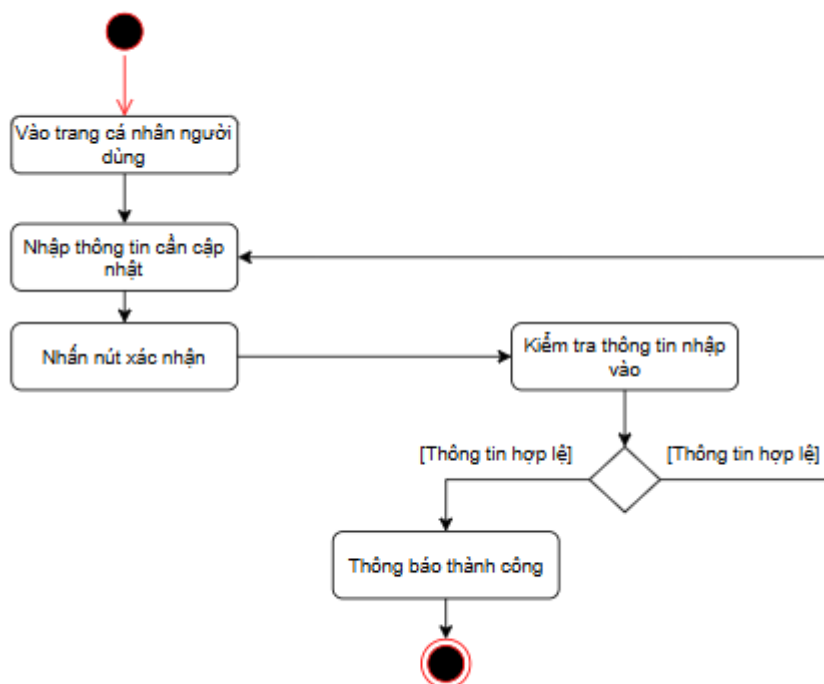 Vào trang cá nhân người
dùng
Nhập thông tin cần cập
nhật
Nhấn nút xác nhận
Kiểm tra thông tin nhập
vào
[Thông tin hợp lệ]
[Thông tin hợp lệ]
Thông báo thành công